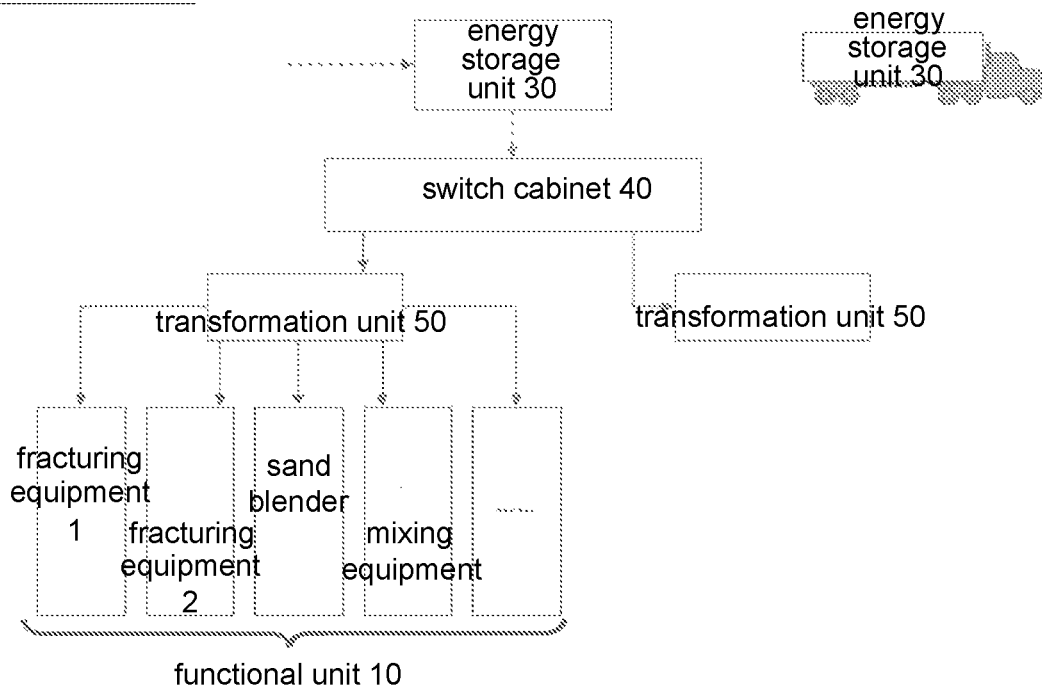 energy
storage
unit 30
energy
storage
unit 30
switch cabinet 40
transformation unit 50
transformation unit 50
fracturing
equipment
1
fracturing
equipment
2
sand
blender
mixing
equipment
......
functional unit 10